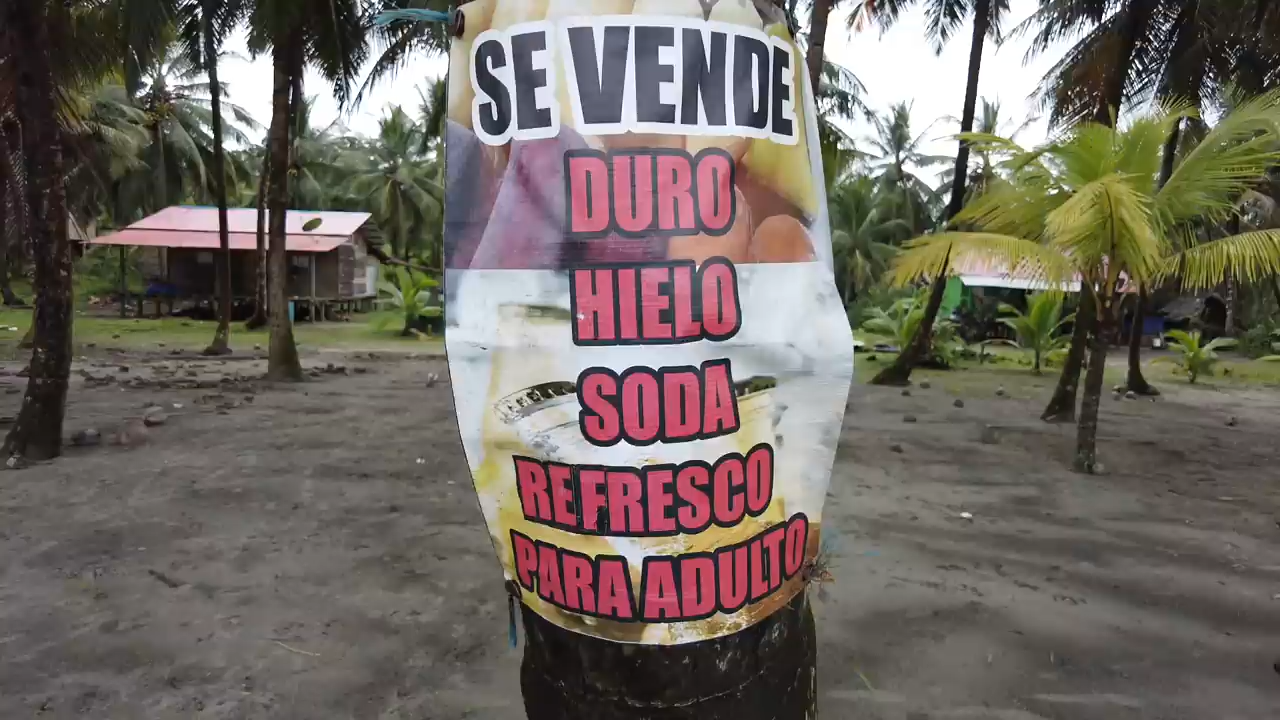 SE VENDE
DURO
HIELO
SODA
REFRESCO
PARA ADULTO